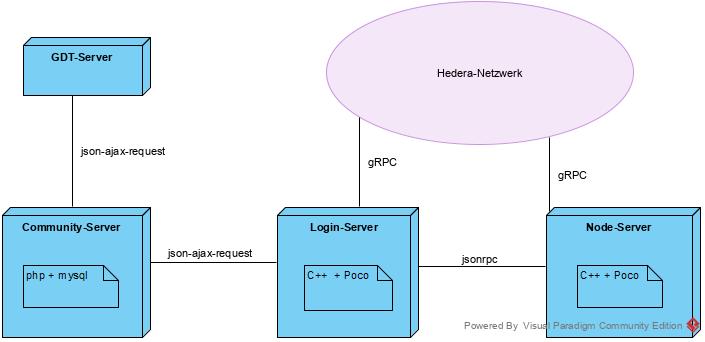 GDT-Server
Hedera-Netzwerk
json-ajax-request
gRPC
gRPC
Community-Server
Login-Server
Node-Server
json-ajax-request
jsonrpc
php + mysql
C++ + Poco
C++ + Poco
Powered By Visual Paradigm Community Edition